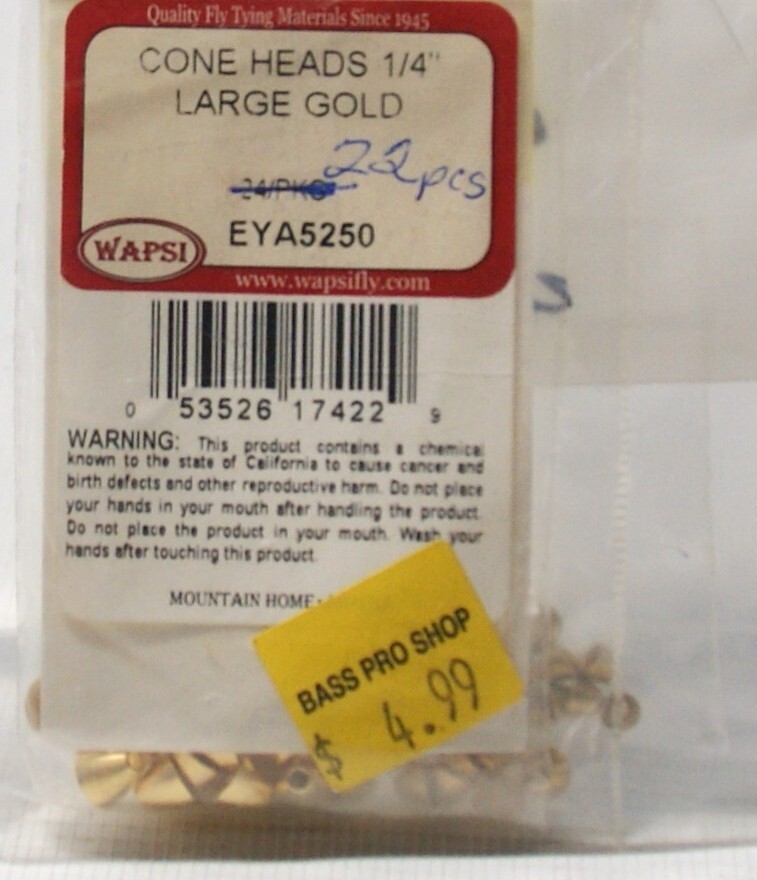 Quality Fly Tying Materials Since 1945
CONE HEADS 1/4"
LARGE GOLD
24/PKG 22pcs
EYA5250
WAPSI
www.wapsifly.com
0 53526 17422 9
WARNING: This product contains a chemical
known to the state of California to cause cancer and
birth defects and other reproductive harm. Do not place
your hands in your mouth after handling the product.
Do not place the product in your mouth. Wash your
hands after touching this product.
MOUNTAIN HOME,
BASS PRO SHOP
$ 4.99